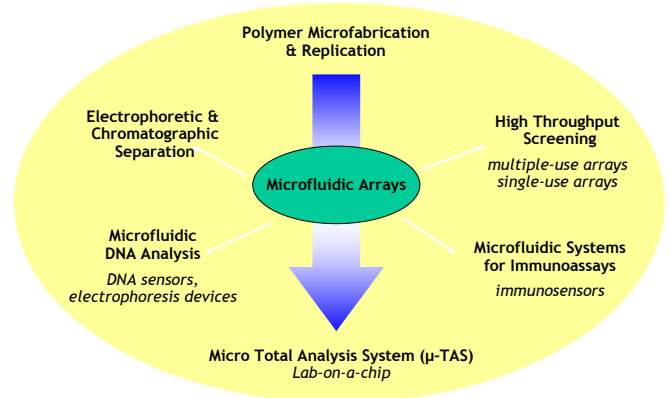 Polymer Microfabrication
& Replication
Electrophoretic &
Chromatographic
Separation
High Throughput
Screening
multiple-use arrays
single-use arrays
Microfluidic Arrays
Microfluidic
DNA Analysis
DNA sensors,
electrophoresis devices
Microfluidic Systems
for Immunoassays
immunosensors
Micro Total Analysis System (µ-TAS)
Lab-on-a-chip